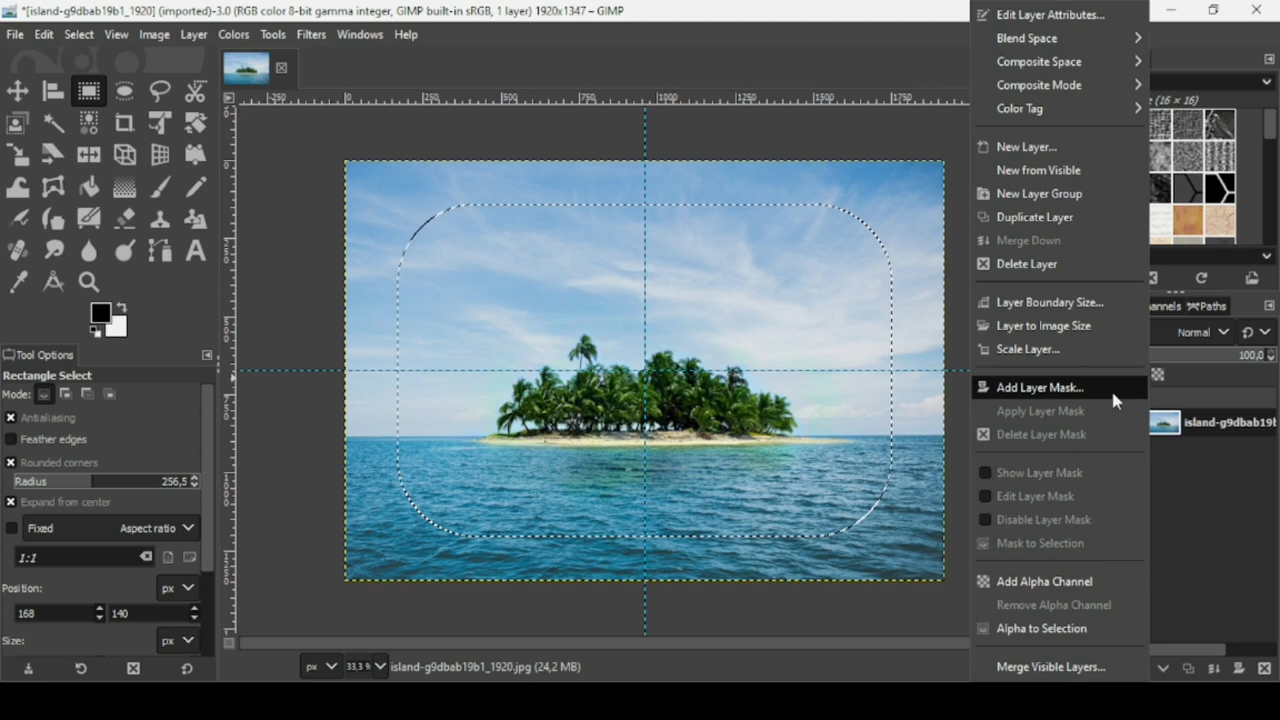 *[island-g9dbab19b1_1920] (imported)-3.0 (RGB color 8-bit gamma integer, GIMP built-in sRGB, 1 layer) 1920x1347 – GIMP
File Edit Select View Image Layer Colors Tools Filters Windows Help
-250 0 250 500 750 1000 1250 1500 1750
Tool Options
Rectangle Select
Mode:
Antialiasing
Feather edges
Rounded corners
Radius 256,5
Expand from center
Fixed Aspect ratio
1:1
Position: px
168 140
Size: px
px 33,3 % island-g9dbab19b1_1920.jpg (24,2 MB)
Edit Layer Attributes...
Blend Space
Composite Space
Composite Mode
Color Tag
New Layer...
New from Visible
New Layer Group
Duplicate Layer
Merge Down
Delete Layer
Layer Boundary Size...
Layer to Image Size
Scale Layer...
Add Layer Mask...
Apply Layer Mask
Delete Layer Mask
Show Layer Mask
Edit Layer Mask
Disable Layer Mask
Mask to Selection
Add Alpha Channel
Remove Alpha Channel
Alpha to Selection
Merge Visible Layers...
(16 × 16)
annels Paths
Normal
100,0
island-g9dbab19b